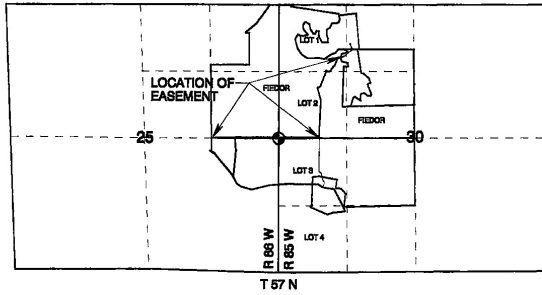 LOT 1
LOCATION OF
EASEMENT
FIEDOR
LOT 2
FIEDOR
25
30
LOT 3
R 86 W
R 85 W
LOT 4
T 57 N